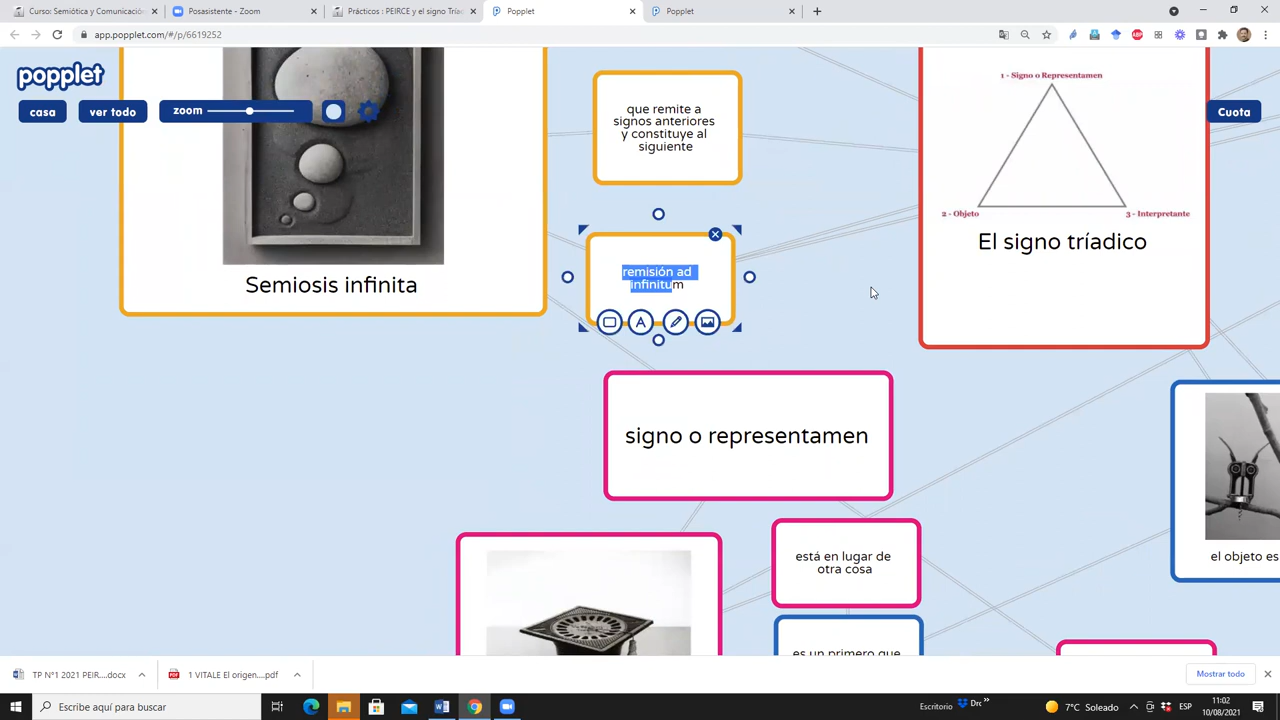 Curso: Semiótica y Comunicació
Posasistente - Zoom
Prácticos : PEIRCE y el signo Tría
Popplet
Popplet
app.popplet.com/#/p/6619252
popplet
casa
ver todo
zoom
Cuota
que remite a
signos anteriores
y constituye al
siguiente
1 - Signo o Representamen
2 - Objeto
3 - Interpretante
El signo tríadico
Semiosis infinita
remisión ad
infinitum
signo o representamen
está en lugar de
otra cosa
el objeto es
es un primero que
TP N°1 2021 PEIR....docx
1 VITALE El origen....pdf
Mostrar todo
Escribe aquí para buscar
Escritorio
Drc
7°C Soleado
ESP
11:02
10/08/2021